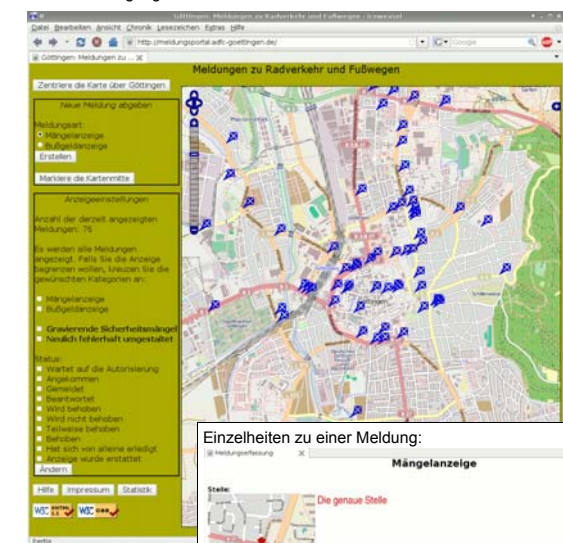 Göttingen: Meldungen zu Radverkehr und Fußwegen - Iceweasel
Datei Bearbeiten Ansicht Chronik Lesezeichen Extras Hilfe
http://meldungsportal.adfc-goettingen.de/
Google
Göttingen: Meldungen zu ...
Meldungen zu Radverkehr und Fußwegen
Zentriere die Karte über Göttingen
Neue Meldung abgeben
Meldungsart:
Mängelanzeige
Bußgeldanzeige
Erstellen
Markiere die Kartenmitte
Anzeigeeinstellungen
Anzahl der derzeit angezeigten
Meldungen: 76
Es werden alle Meldungen
angezeigt. Falls Sie die Anzeige
begrenzen wollen, kreuzen Sie die
gewünschten Kategorien an:
Mängelanzeige
Bußgeldanzeige
Gravierende Sicherheitsmängel
Neulich fehlerhaft umgestaltet
Status:
Wartet auf die Autorisierung
Angekommen
Gemeldet
Beantwortet
Wird behoben
Wird nicht behoben
Teilweise behoben
Behoben
Hat sich von alleine erledigt
Anzeige wurde erstattet
Ändern
Hilfe Impressum Statistik
W3C W3C css
Fertig
Einzelheiten zu einer Meldung:
Meldungserfassung
Mängelanzeige
Stelle:
Die genaue Stelle